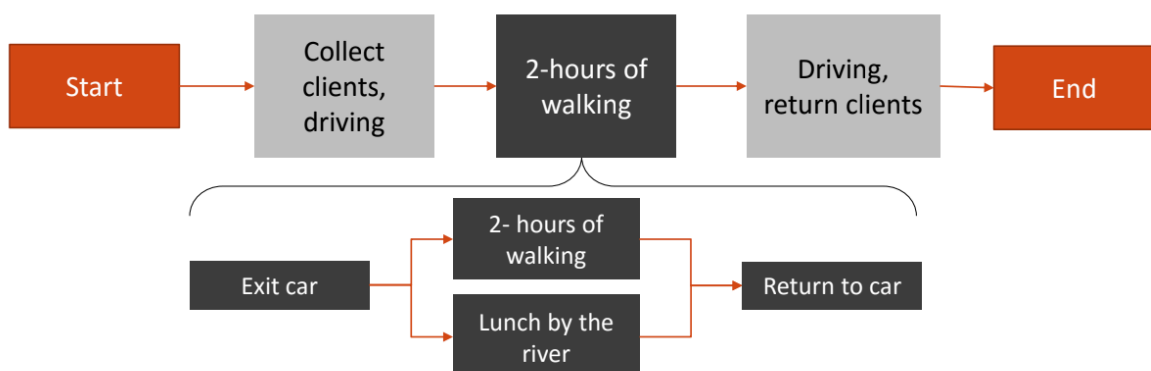 Start
Collect
clients,
driving
2-hours of
walking
Driving,
return clients
End
2- hours of
walking
Exit car
Return to car
Lunch by the
river